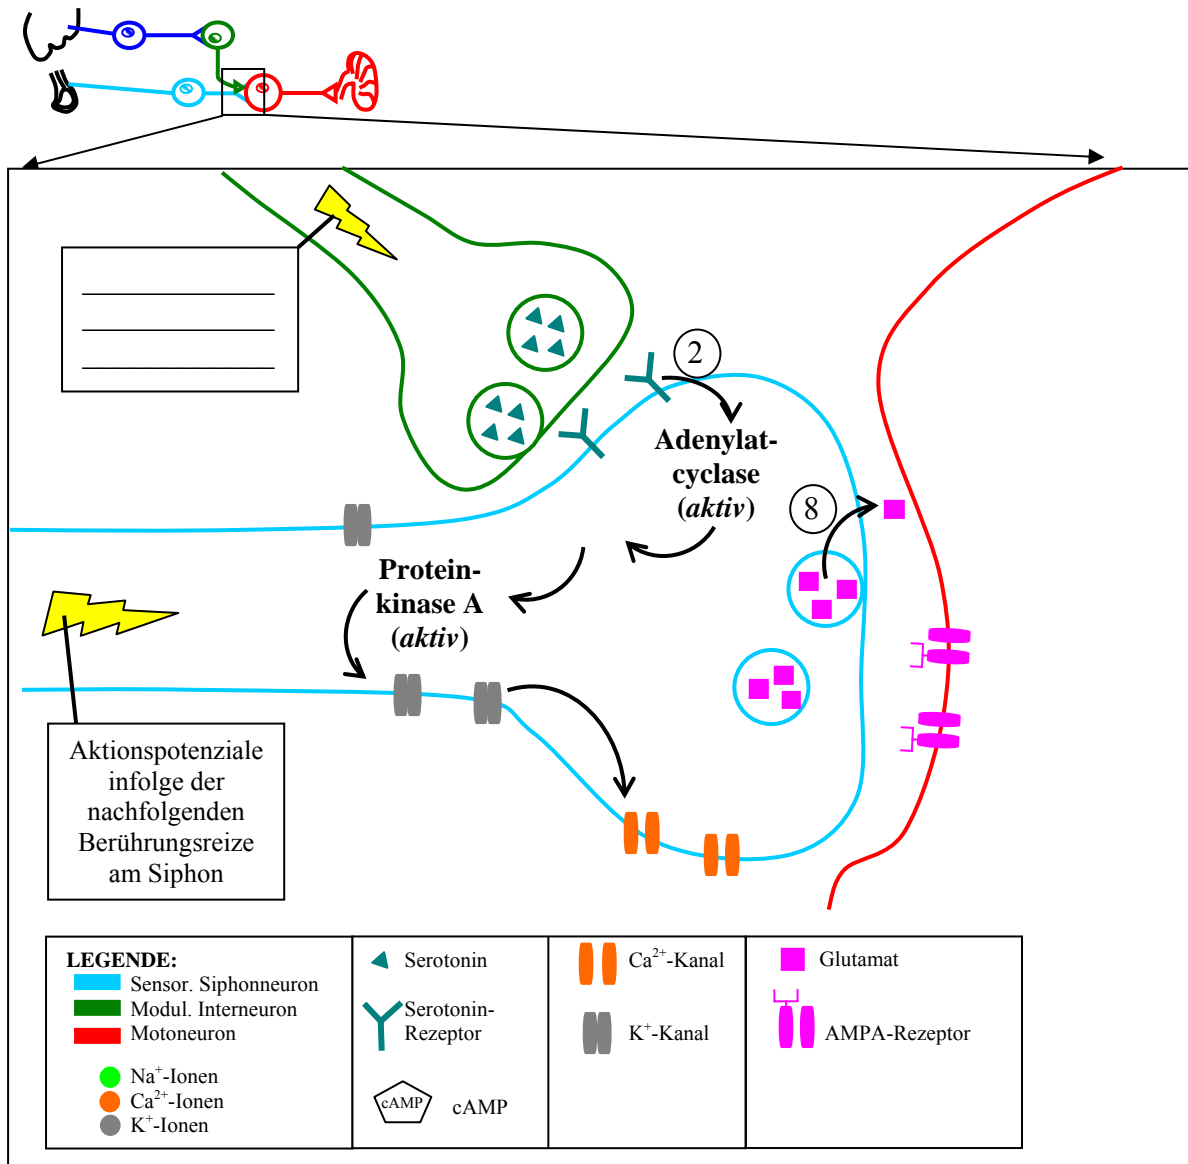 2
Adenylat-
cyclase
(aktiv)
8
Protein-
kinase A
(aktiv)
Aktionspotenziale
infolge der
nachfolgenden
Berührungsreize
am Siphon
LEGENDE:
Sensor. Siphonneuron
Modul. Interneuron
Motoneuron
Na⁺-Ionen
Ca²⁺-Ionen
K⁺-Ionen
Serotonin
Serotonin-
Rezeptor
cAMP cAMP
Ca²⁺-Kanal
K⁺-Kanal
Glutamat
AMPA-Rezeptor